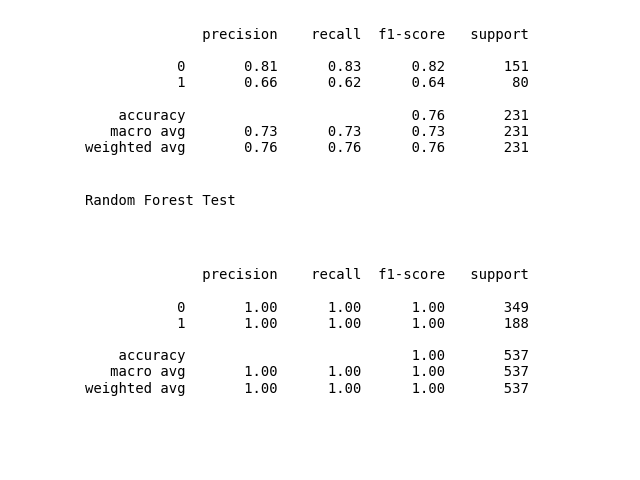 precision recall f1-score support
0 0.81 0.83 0.82 151
1 0.66 0.62 0.64 80
accuracy 0.76 231
macro avg 0.73 0.73 0.73 231
weighted avg 0.76 0.76 0.76 231
Random Forest Test
precision recall f1-score support
0 1.00 1.00 1.00 349
1 1.00 1.00 1.00 188
accuracy 1.00 537
macro avg 1.00 1.00 1.00 537
weighted avg 1.00 1.00 1.00 537